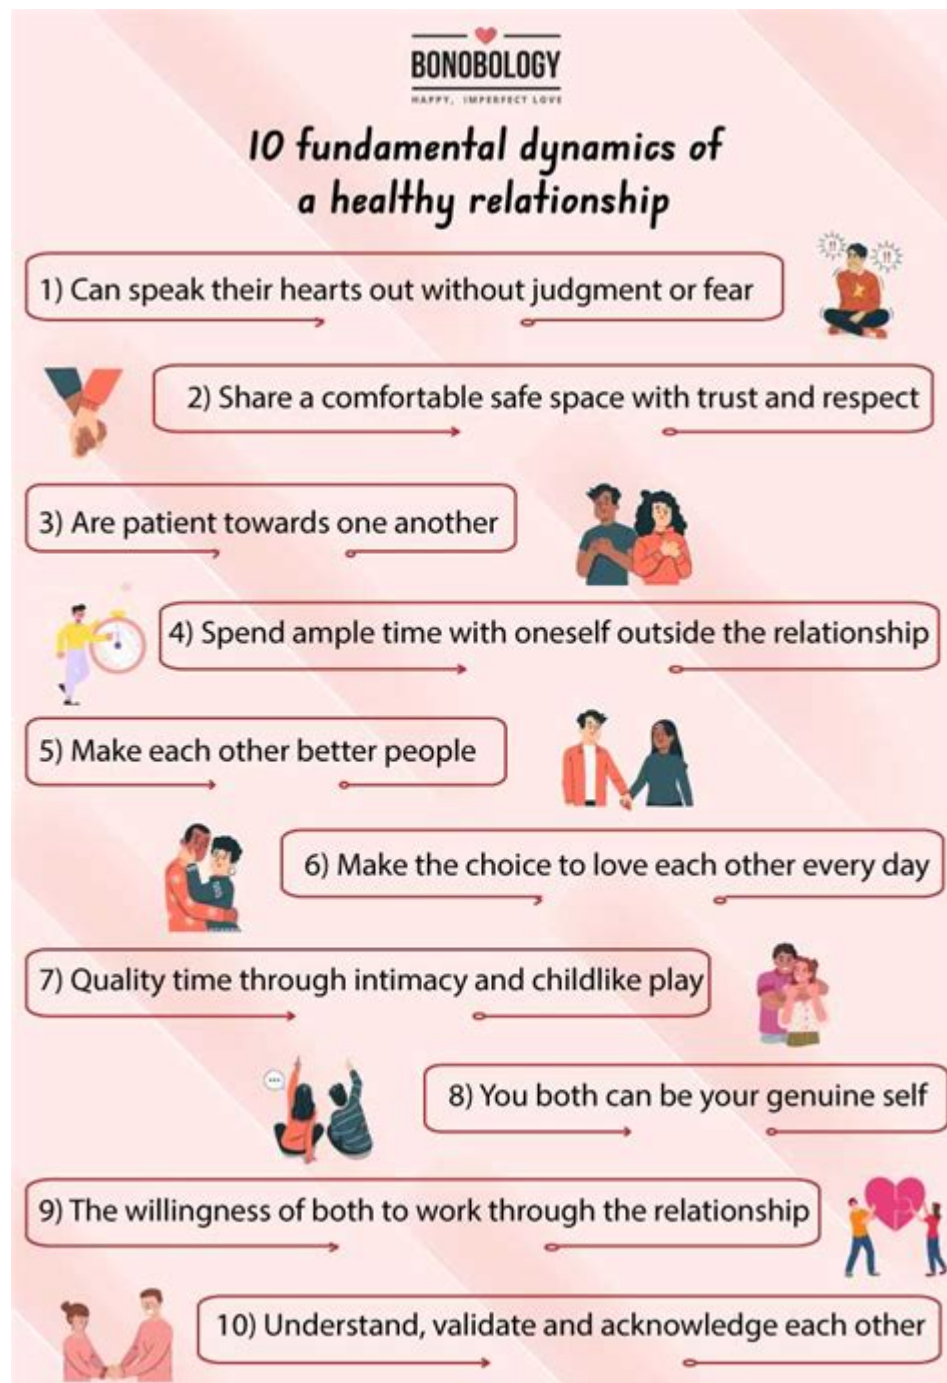 BONOBOLOGY
HAPPY, IMPERFECT LOVE
10 fundamental dynamics of
a healthy relationship
1) Can speak their hearts out without judgment or fear
2) Share a comfortable safe space with trust and respect
3) Are patient towards one another
4) Spend ample time with oneself outside the relationship
5) Make each other better people
6) Make the choice to love each other every day
7) Quality time through intimacy and childlike play
8) You both can be your genuine self
9) The willingness of both to work through the relationship
10) Understand, validate and acknowledge each other